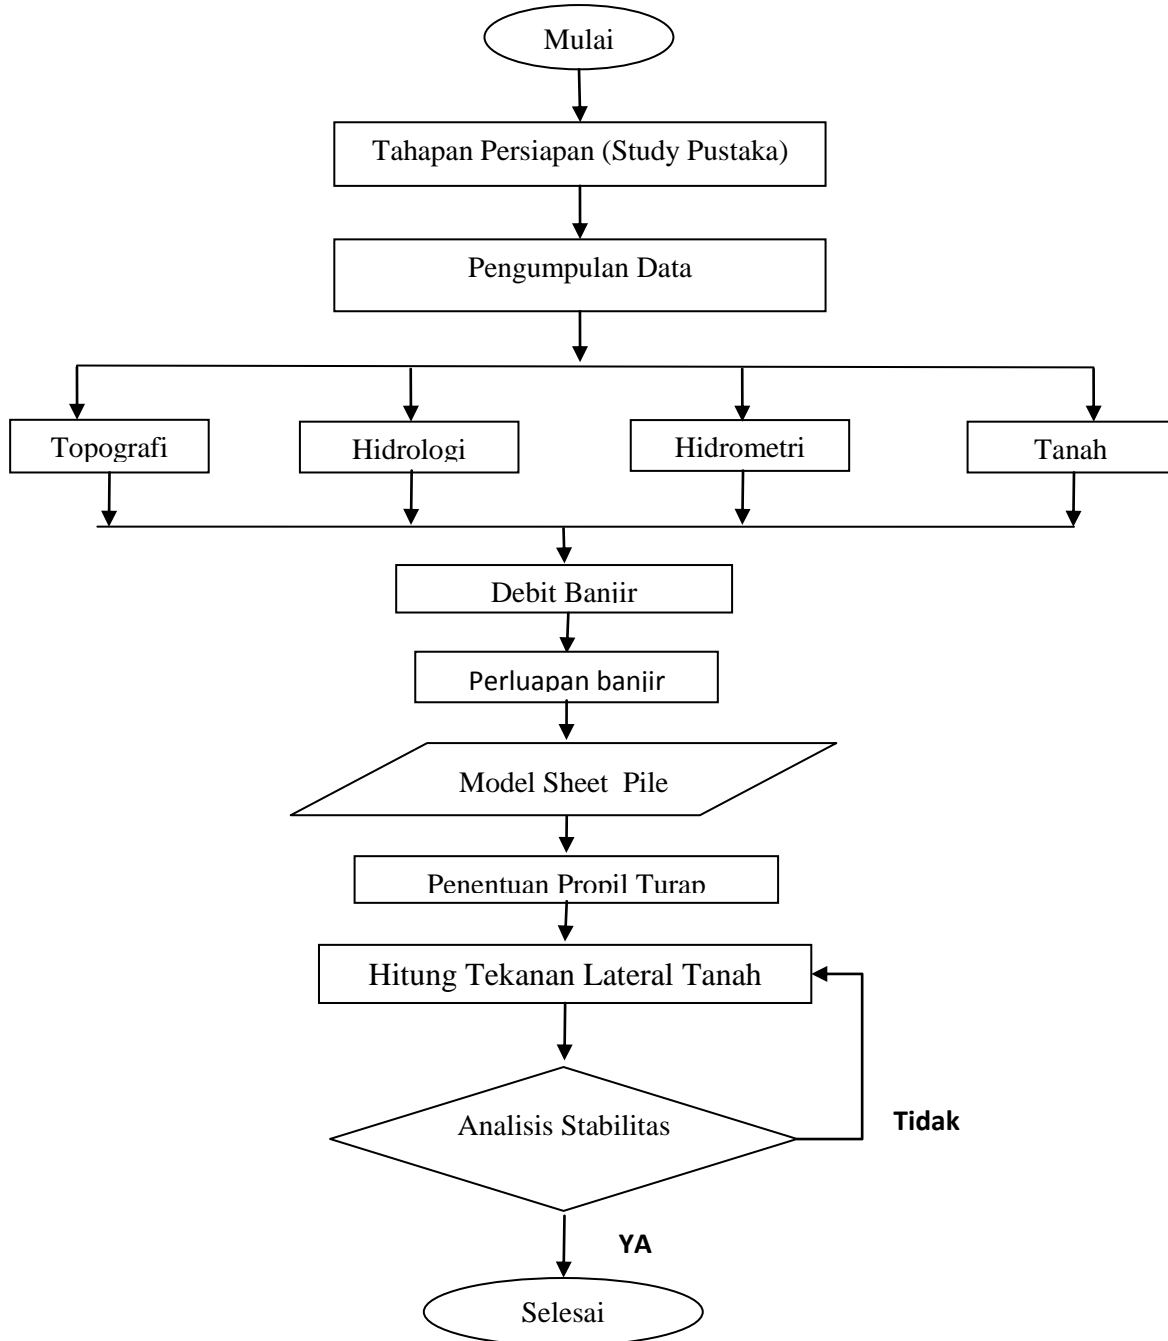 Mulai
Tahapan Persiapan (Study Pustaka)
Pengumpulan Data
Topografi
Hidrologi
Hidrometri
Tanah
Debit Banjir
Perluapan banjir
Model Sheet  Pile
Penentuan Propil Turap
Hitung Tekanan Lateral Tanah
Analisis Stabilitas
Tidak
YA
Selesai